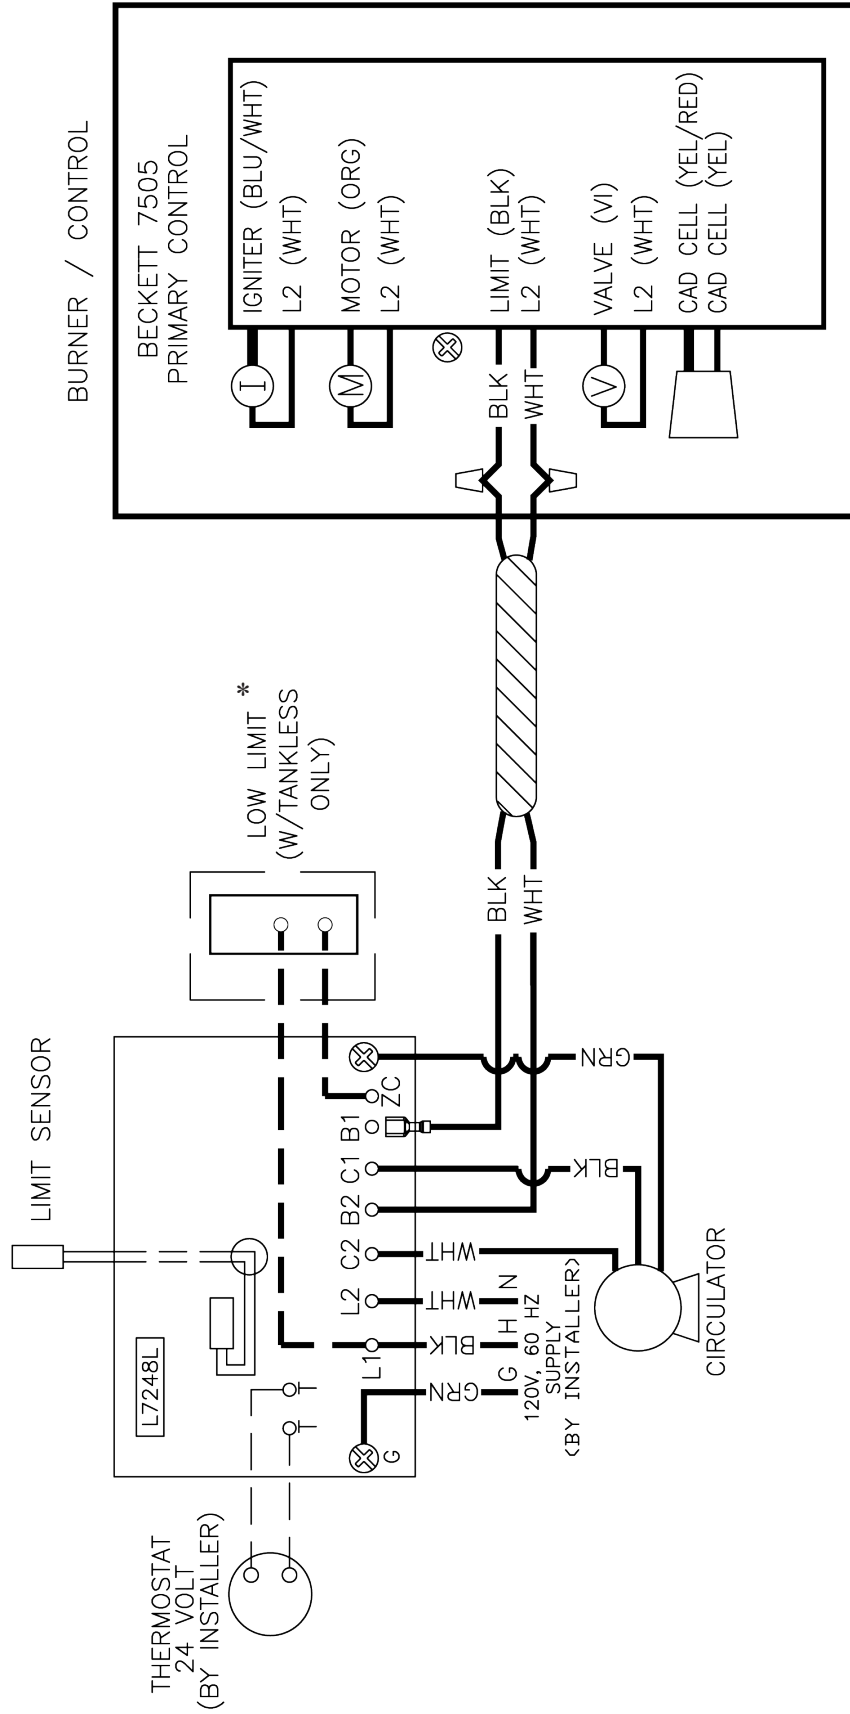 THERMOSTAT
24 VOLT
(BY INSTALLER)
LIMIT SENSOR
L7248L
T
T
G
L1
L2
C2
B2
C1
B1
ZC
GRN
BLK
WHT
WHT
G
H
N
120V, 60 HZ
SUPPLY
(BY INSTALLER)
BLK
GRN
CIRCULATOR
LOW LIMIT *
(W/TANKLESS
ONLY)
BLK
WHT
BURNER / CONTROL
BECKETT 7505
PRIMARY CONTROL
BLK
WHT
I
M
V
IGNITER (BLU/WHT)
L2 (WHT)
MOTOR (ORG)
L2 (WHT)
LIMIT (BLK)
L2 (WHT)
VALVE (VI)
L2 (WHT)
CAD CELL (YEL/RED)
CAD CELL (YEL)